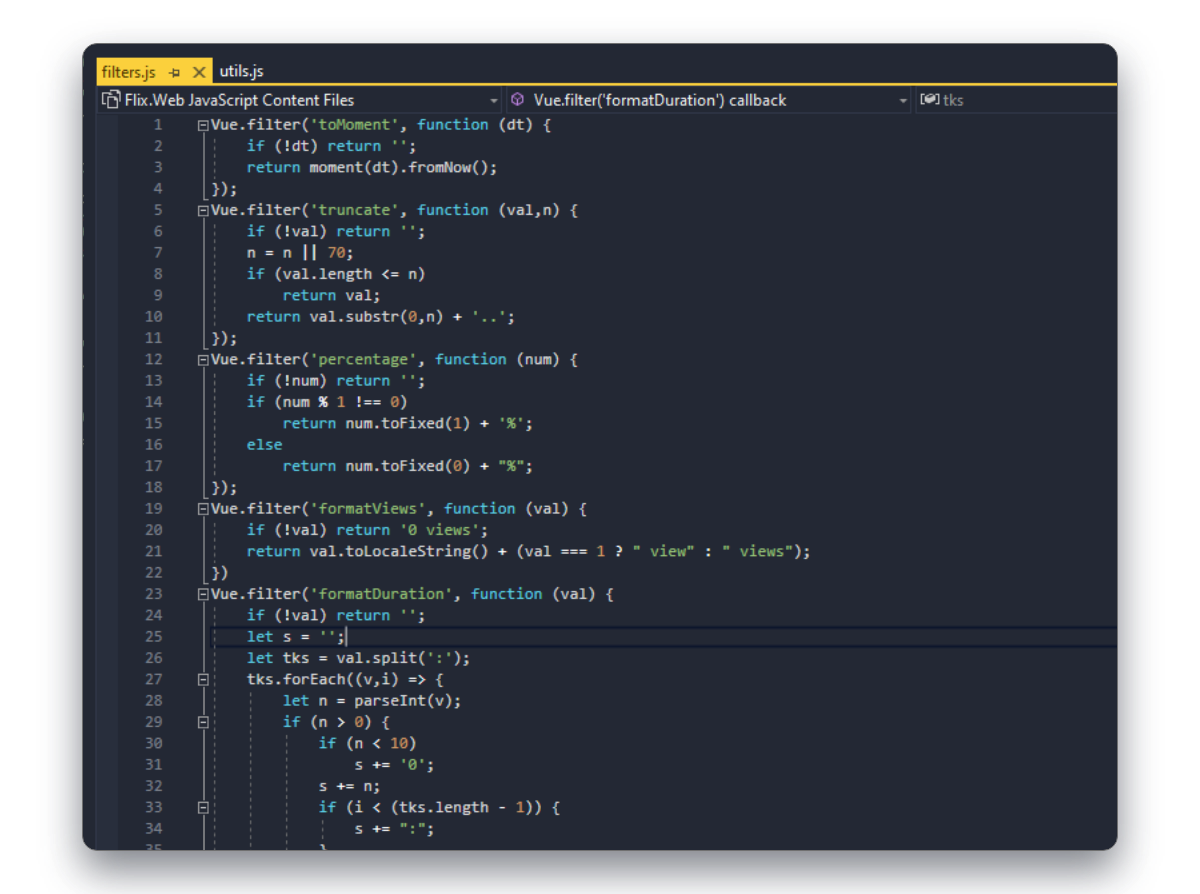 filters.js utils.js
Flix.Web JavaScript Content Files Vue.filter('formatDuration') callback tks
1 Vue.filter('toMoment', function (dt) {
2 if (!dt) return '';
3 return moment(dt).fromNow();
4 });
5 Vue.filter('truncate', function (val,n) {
6 if (!val) return '';
7 n = n || 70;
8 if (val.length <= n)
9 return val;
10 return val.substr(0,n) + '..';
11 });
12 Vue.filter('percentage', function (num) {
13 if (!num) return '';
14 if (num % 1 !== 0)
15 return num.toFixed(1) + '%';
16 else
17 return num.toFixed(0) + "%";
18 });
19 Vue.filter('formatViews', function (val) {
20 if (!val) return '0 views';
21 return val.toLocaleString() + (val === 1 ? " view" : " views");
22 })
23 Vue.filter('formatDuration', function (val) {
24 if (!val) return '';
25 let s = '';
26 let tks = val.split(':');
27 tks.forEach((v,i) => {
28 let n = parseInt(v);
29 if (n > 0) {
30 if (n < 10)
31 s += '0';
32 s += n;
33 if (i < (tks.length - 1)) {
34 s += ":";
35 }